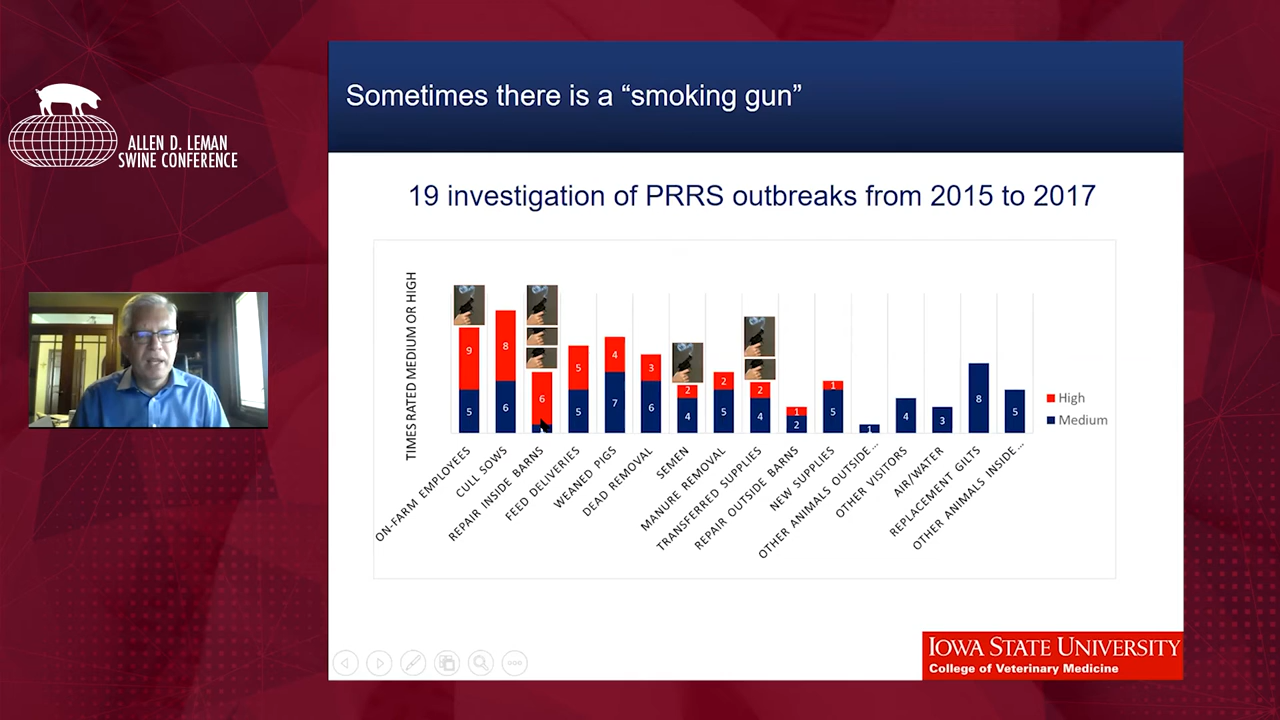 ALLEN D. LEMAN
SWINE CONFERENCE
Sometimes there is a “smoking gun”
19 investigation of PRRS outbreaks from 2015 to 2017
TIMES RATED MEDIUM OR HIGH
9
8
6
5
4
3
2
2
2
1
1
5
6
5
7
6
4
5
4
2
5
1
4
3
8
5
High
Medium
ON-FARM EMPLOYEES
CULL SOWS
REPAIR INSIDE BARNS
FEED DELIVERIES
WEANED PIGS
DEAD REMOVAL
SEMEN
MANURE REMOVAL
TRANSFERRED SUPPLIES
REPAIR OUTSIDE BARNS
NEW SUPPLIES
OTHER ANIMALS OUTSIDE...
OTHER VISITORS
AIR/WATER
REPLACEMENT GILTS
OTHER ANIMALS INSIDE...
IOWA STATE UNIVERSITY
College of Veterinary Medicine